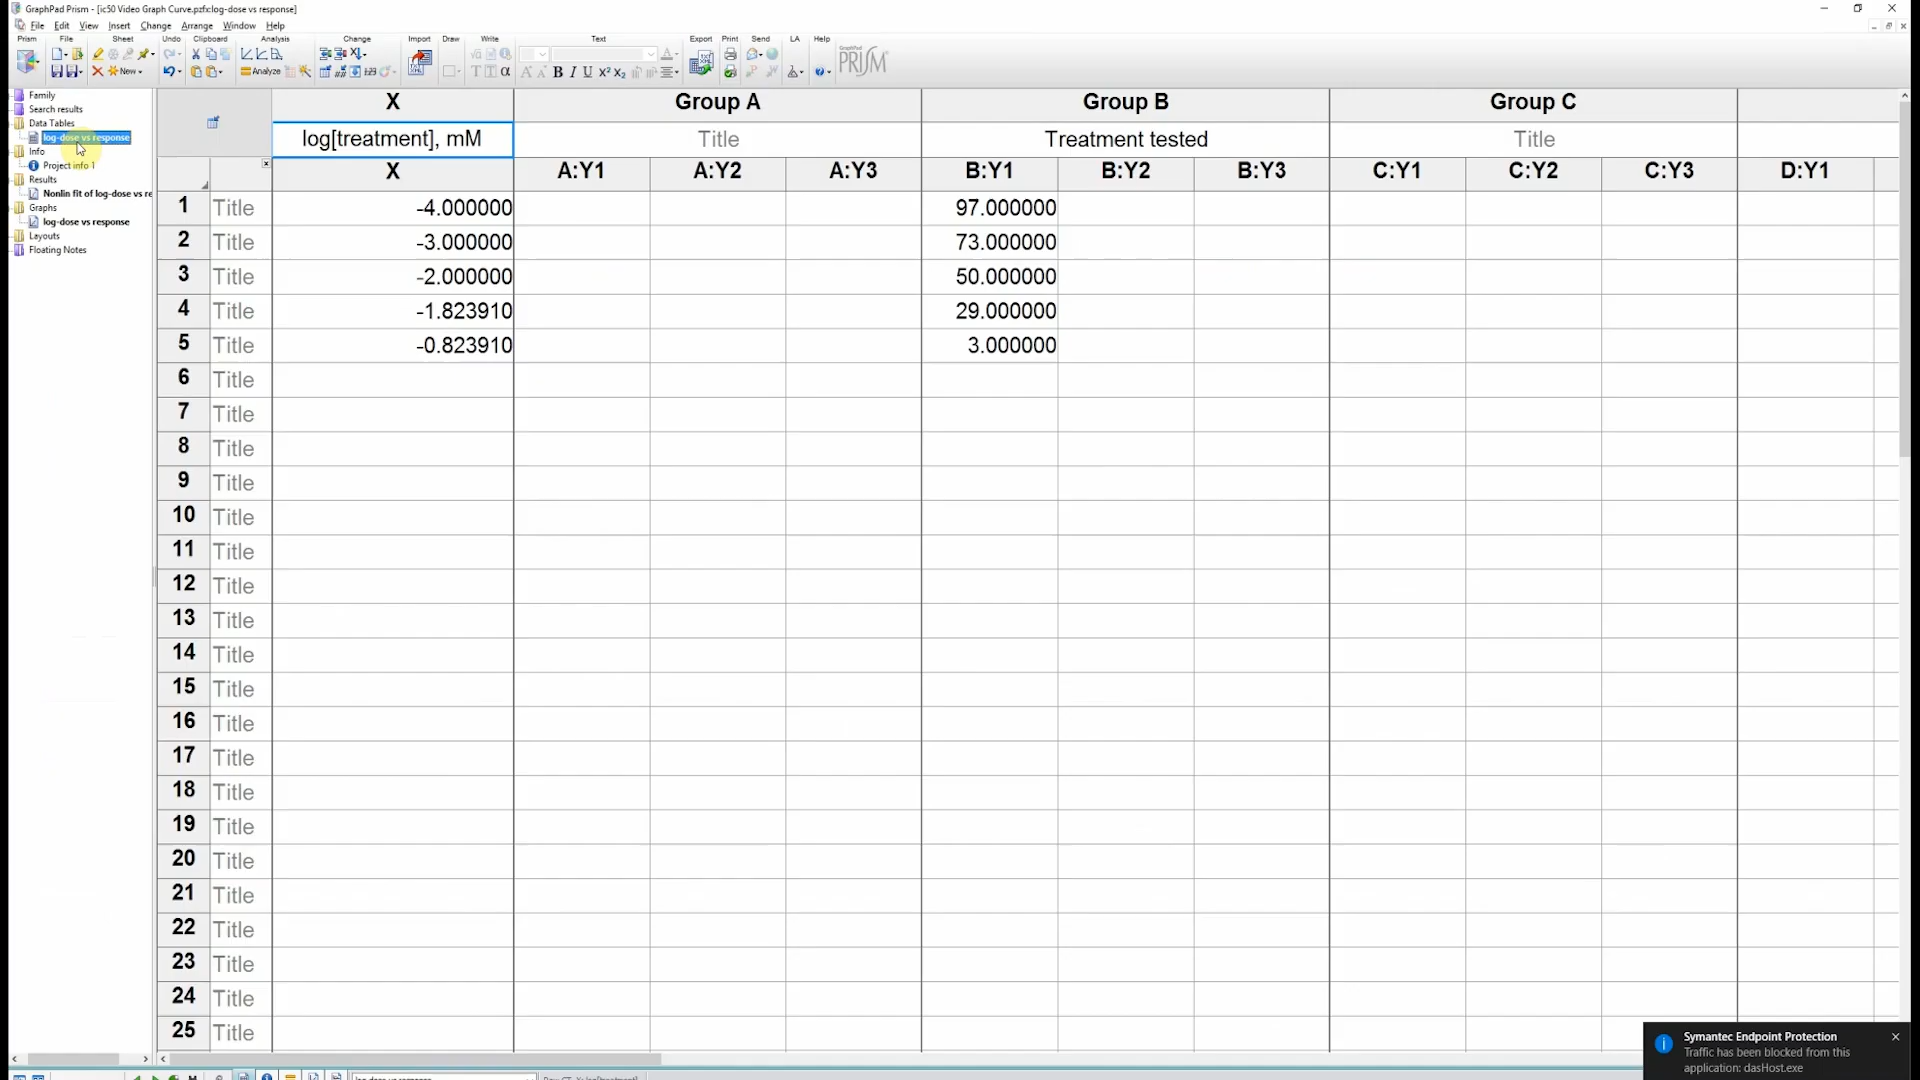 GraphPad Prism - [ic50 Video Graph Curve.pzfx:log-dose vs response]
File Edit View Insert Change Arrange Window Help
Prism File Sheet Undo Clipboard Analysis Change Import Draw Write Text Export Print Send LA Help
New Analyze B I U X² X₂ GraphPad PRISM
Family
Search results
Data Tables
log-dose vs response
Info
Project info 1
Results
Nonlin fit of log-dose vs re
Graphs
log-dose vs response
Layouts
Floating Notes
X Group A Group B Group C
log[treatment], mM Title Treatment tested Title
X A:Y1 A:Y2 A:Y3 B:Y1 B:Y2 B:Y3 C:Y1 C:Y2 C:Y3 D:Y1
1 Title -4.000000 97.000000
2 Title -3.000000 73.000000
3 Title -2.000000 50.000000
4 Title -1.823910 29.000000
5 Title -0.823910 3.000000
6 Title
7 Title
8 Title
9 Title
10 Title
11 Title
12 Title
13 Title
14 Title
15 Title
16 Title
17 Title
18 Title
19 Title
20 Title
21 Title
22 Title
23 Title
24 Title
25 Title
Symantec Endpoint Protection
Traffic has been blocked from this
application: dasHost.exe